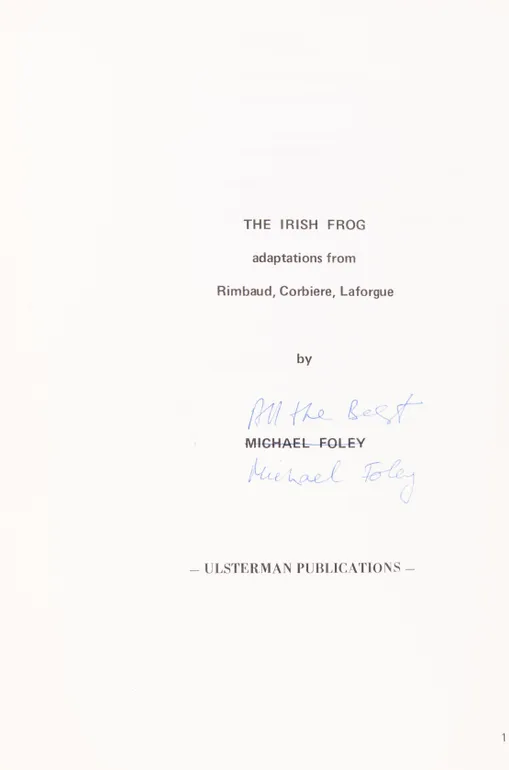 THE IRISH FROG
adaptations from
Rimbaud, Corbiere, Laforgue
by
All the Best
MICHAEL FOLEY
Michael Foley
– ULSTERMAN PUBLICATIONS –
1